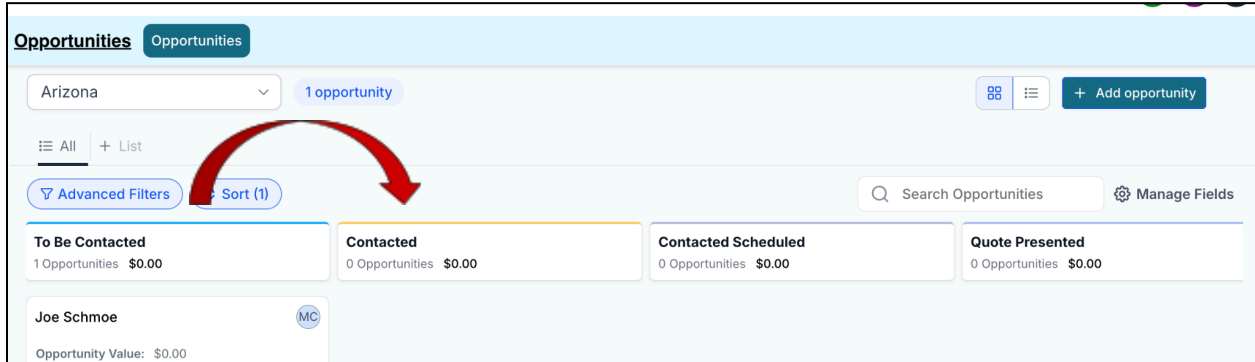 Opportunities Opportunities
Arizona 1 opportunity + Add opportunity
All + List
Advanced Filters Sort (1) Search Opportunities Manage Fields
To Be Contacted Contacted Contacted Scheduled Quote Presented
1 Opportunities $0.00 0 Opportunities $0.00 0 Opportunities $0.00 0 Opportunities $0.00
Joe Schmoe MC
Opportunity Value: $0.00